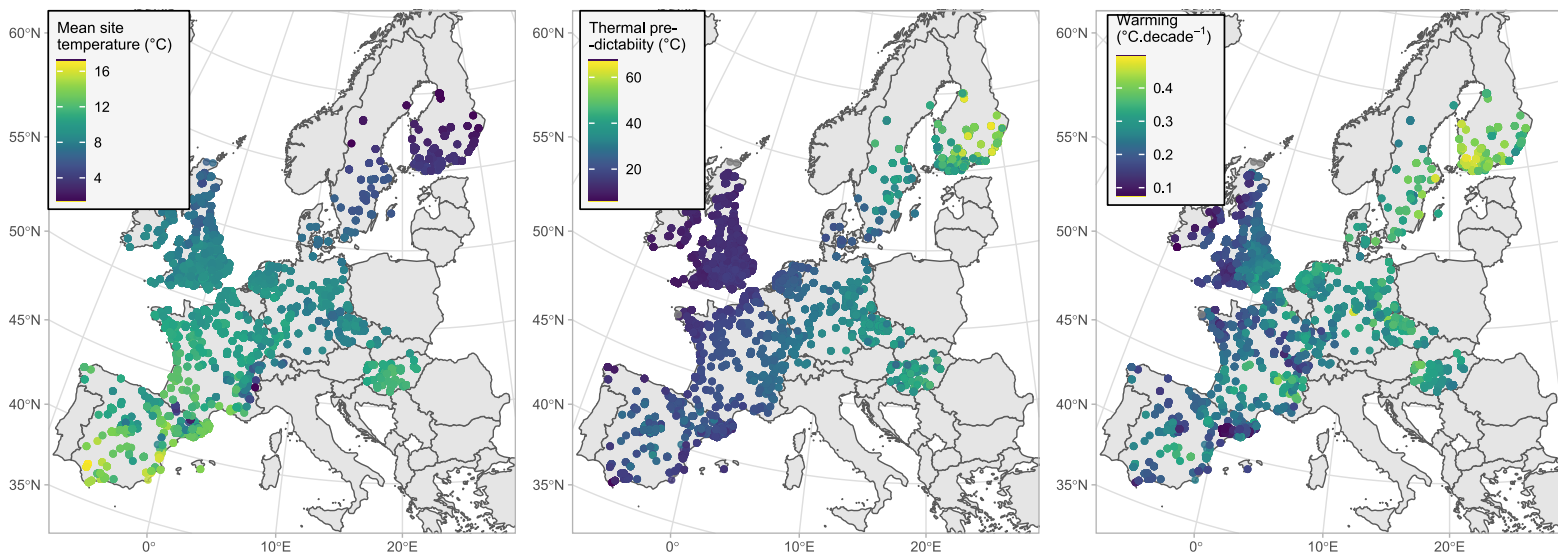 Mean site
temperature (°C)
16
12
8
4
60°N
55°N
50°N
45°N
40°N
35°N
0°
10°E
20°E
Thermal pre-
-dictabiity (°C)
60
40
20
60°N
55°N
50°N
45°N
40°N
35°N
0°
10°E
20°E
Warming
(°C.decade⁻¹)
0.4
0.3
0.2
0.1
60°N
55°N
50°N
45°N
40°N
35°N
0°
10°E
20°E